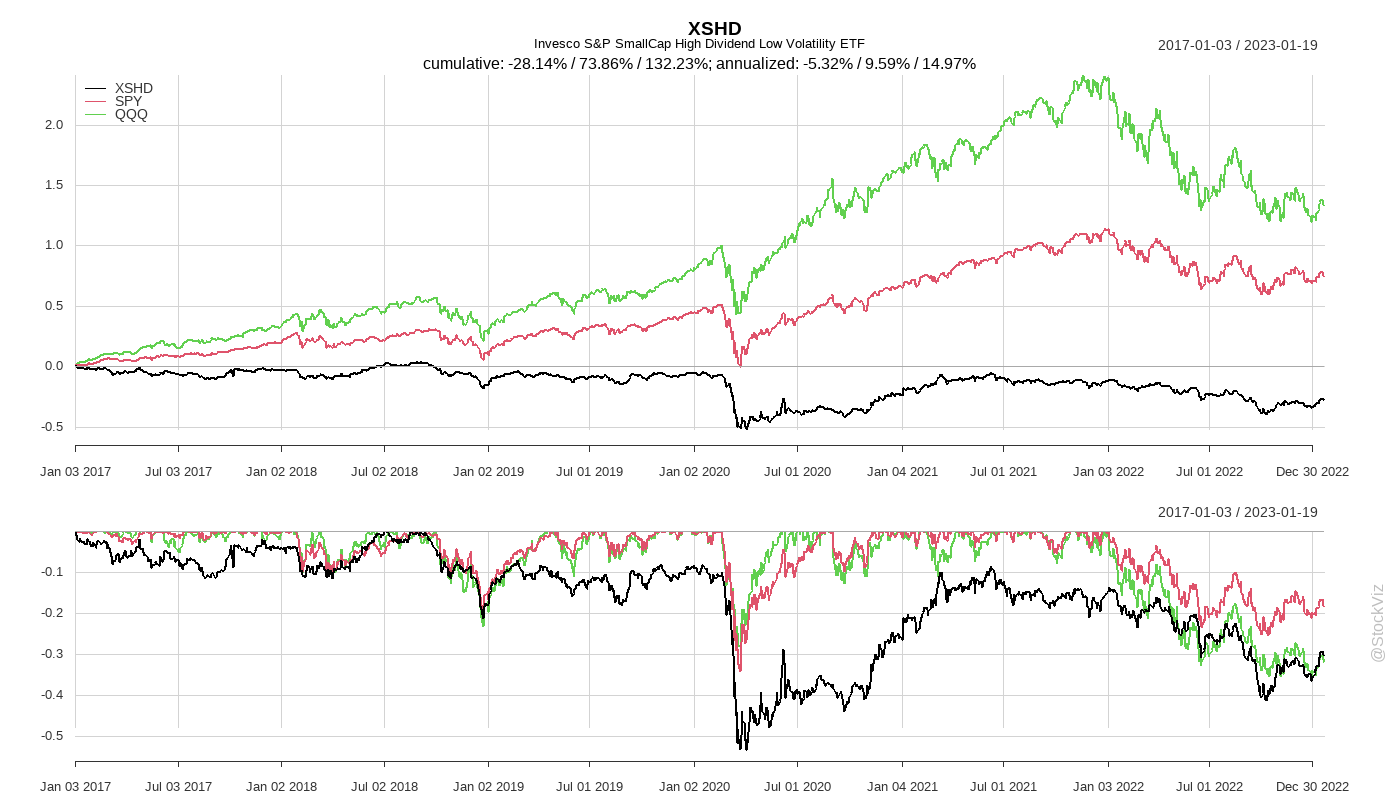 XSHD
Invesco S&P SmallCap High Dividend Low Volatility ETF
2017-01-03 / 2023-01-19
cumulative: -28.14% / 73.86% / 132.23%; annualized: -5.32% / 9.59% / 14.97%
XSHD
SPY
QQQ
2.0
1.5
1.0
0.5
0.0
-0.5
Jan 03 2017 Jul 03 2017 Jan 02 2018 Jul 02 2018 Jan 02 2019 Jul 01 2019 Jan 02 2020 Jul 01 2020 Jan 04 2021 Jul 01 2021 Jan 03 2022 Jul 01 2022 Dec 30 2022
2017-01-03 / 2023-01-19
-0.1
-0.2
-0.3
-0.4
-0.5
Jan 03 2017 Jul 03 2017 Jan 02 2018 Jul 02 2018 Jan 02 2019 Jul 01 2019 Jan 02 2020 Jul 01 2020 Jan 04 2021 Jul 01 2021 Jan 03 2022 Jul 01 2022 Dec 30 2022
@StockViz